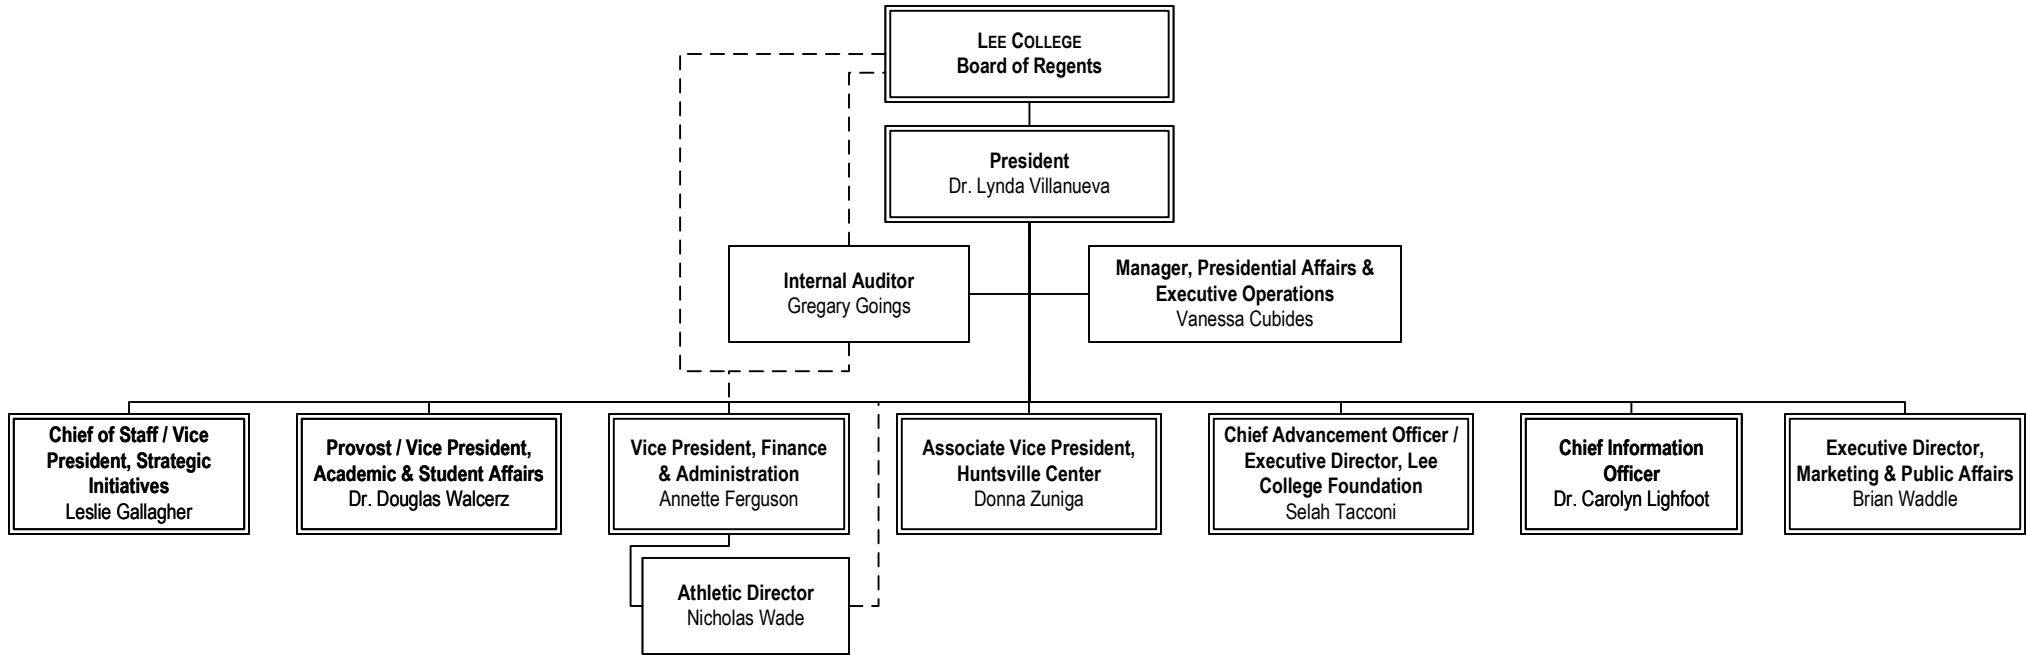 LEE COLLEGE
Board of Regents
President
Dr. Lynda Villanueva
Internal Auditor
Gregary Goings
Manager, Presidential Affairs &
Executive Operations
Vanessa Cubides
Chief of Staff / Vice
President, Strategic
Initiatives
Leslie Gallagher
Provost / Vice President,
Academic & Student Affairs
Dr. Douglas Walcerz
Vice President, Finance
& Administration
Annette Ferguson
Associate Vice President,
Huntsville Center
Donna Zuniga
Chief Advancement Officer /
Executive Director, Lee
College Foundation
Selah Tacconi
Chief Information
Officer
Dr. Carolyn Lighfoot
Executive Director,
Marketing & Public Affairs
Brian Waddle
Athletic Director
Nicholas Wade